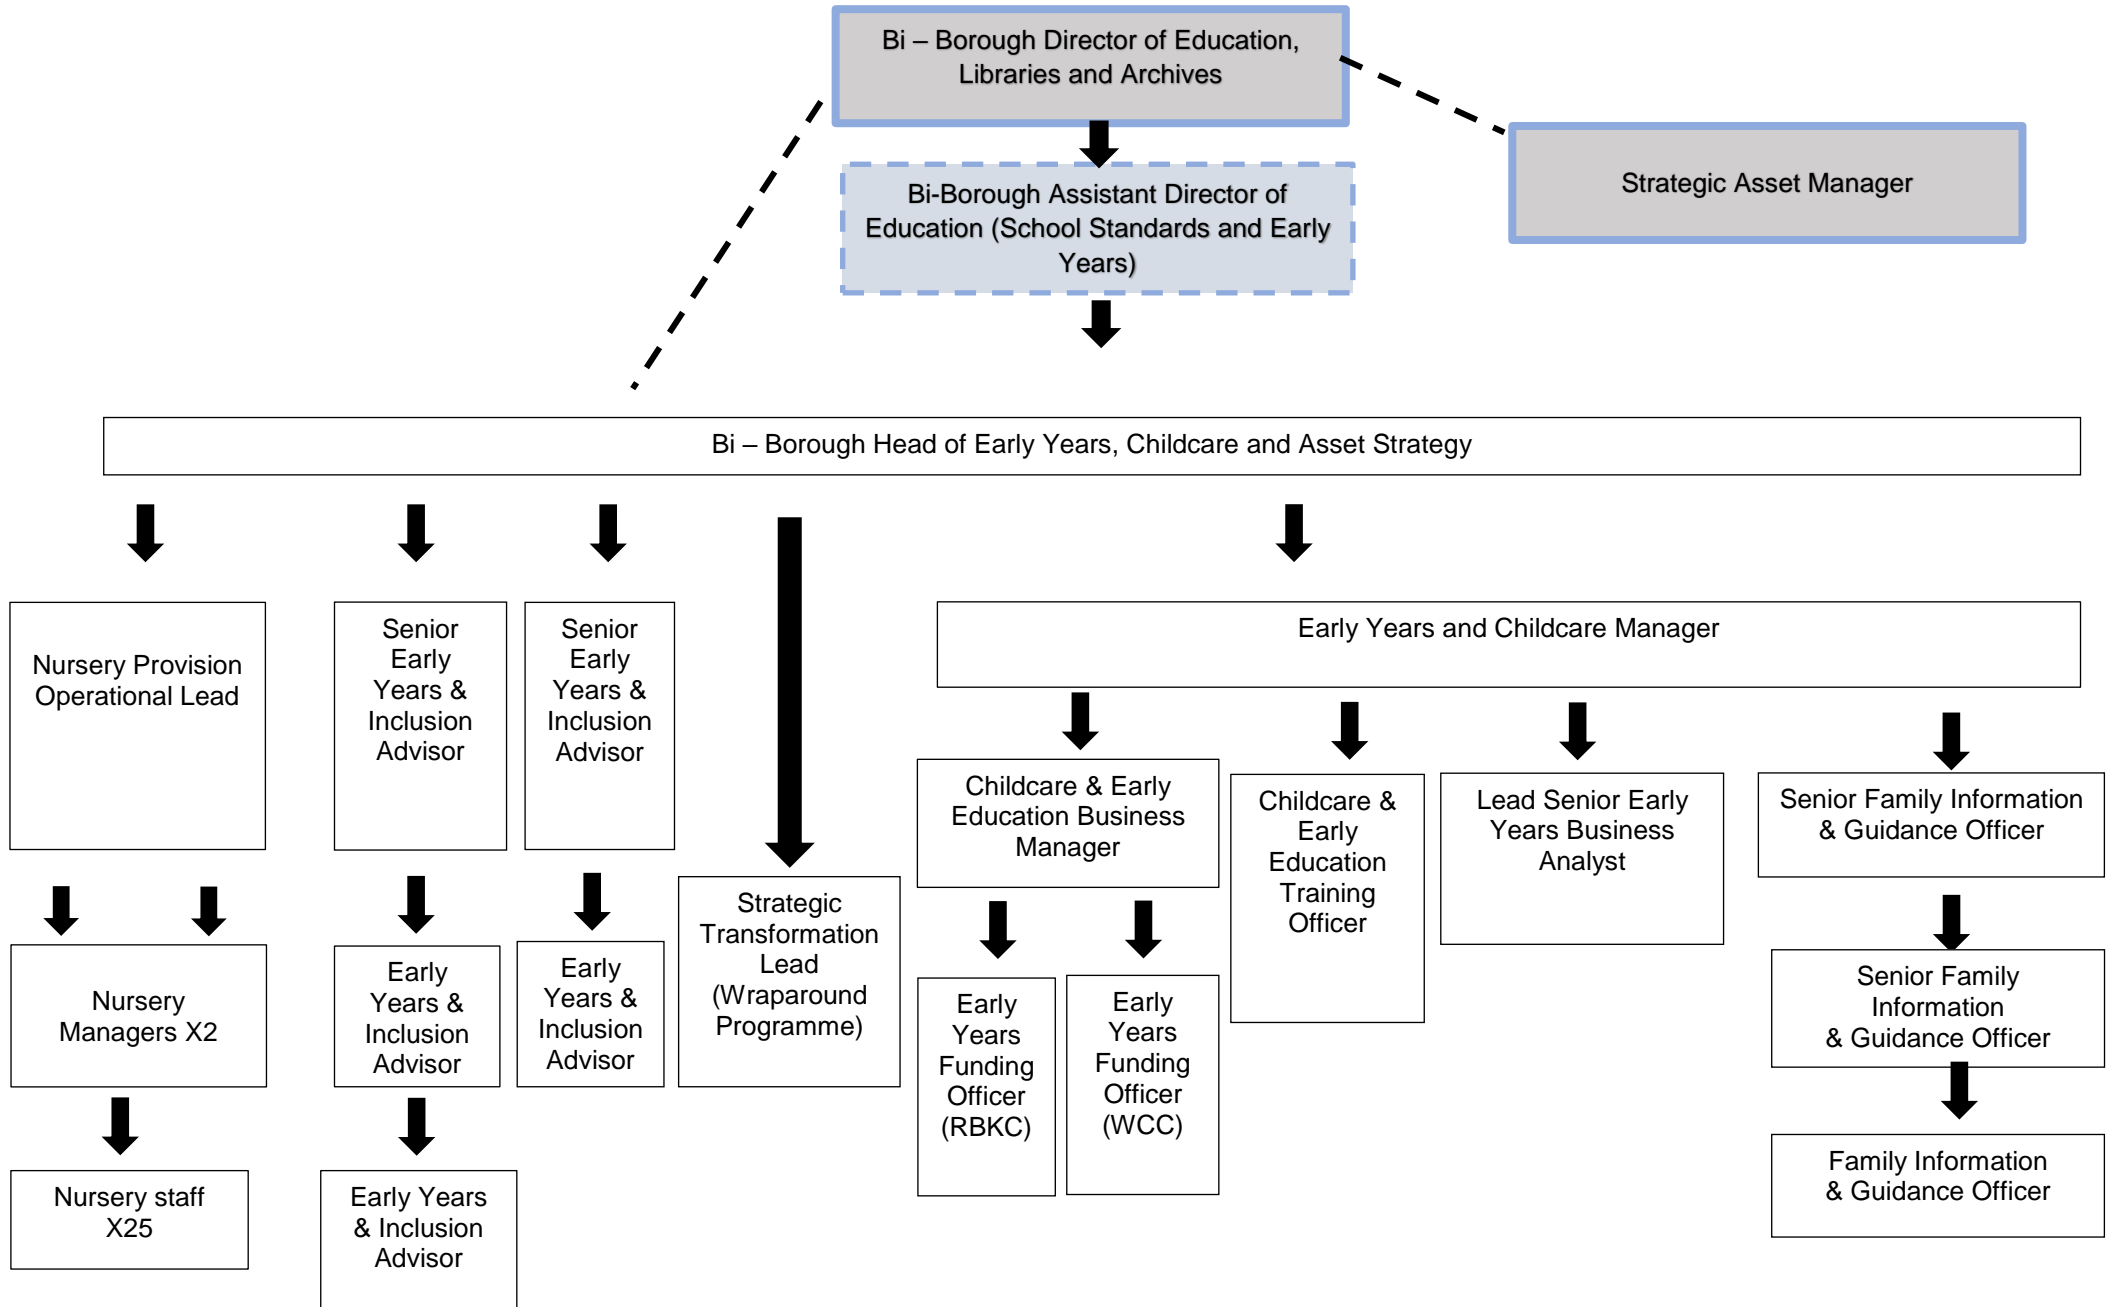 Bi – Borough Director of Education,
Libraries and Archives
Strategic Asset Manager
Bi-Borough Assistant Director of
Education (School Standards and Early
Years)
Bi – Borough Head of Early Years, Childcare and Asset Strategy
Nursery Provision
Operational Lead
Senior
Early
Years &
Inclusion
Advisor
Senior
Early
Years &
Inclusion
Advisor
Early Years and Childcare Manager
Childcare & Early
Education Business
Manager
Childcare &
Early
Education
Training
Officer
Lead Senior Early
Years Business
Analyst
Senior Family Information
& Guidance Officer
Strategic
Transformation
Lead
(Wraparound
Programme)
Nursery
Managers X2
Early
Years &
Inclusion
Advisor
Early
Years &
Inclusion
Advisor
Early
Years
Funding
Officer
(RBKC)
Early
Years
Funding
Officer
(WCC)
Senior Family
Information
& Guidance Officer
Nursery staff
X25
Early Years
& Inclusion
Advisor
Family Information
& Guidance Officer